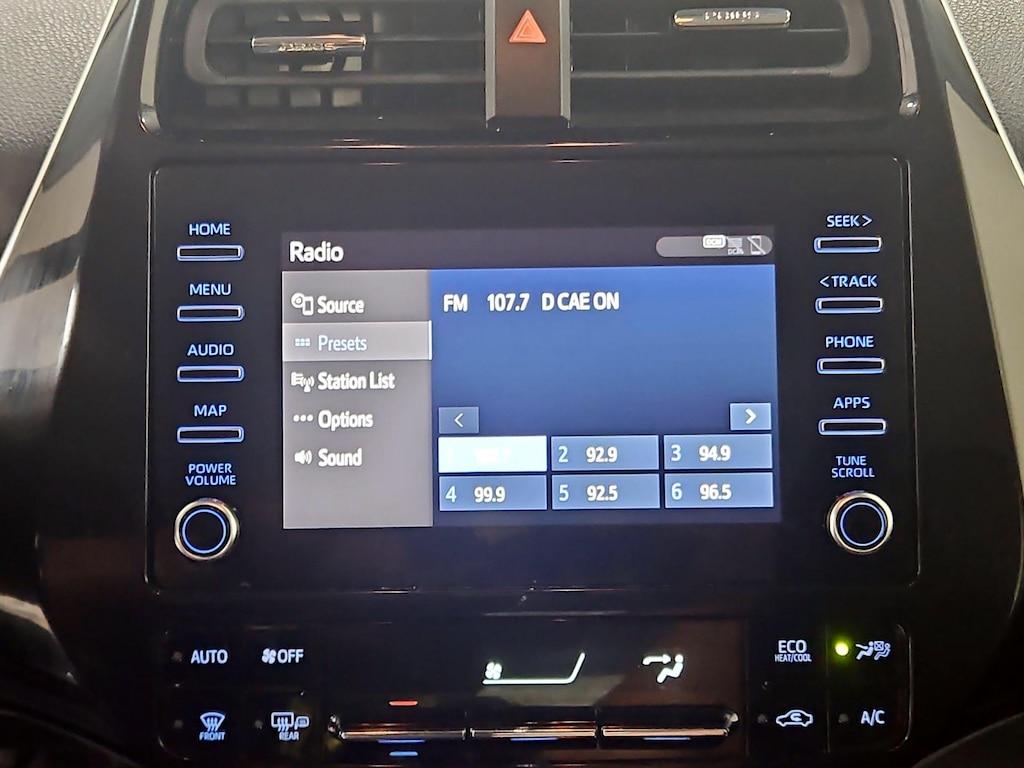 HOME
MENU
AUDIO
MAP
POWER
VOLUME
Radio
DCM
Source
Presets
Station List
Options
Sound
FM 107.7 D CAE ON
<
>
1
2 92.9
3 94.9
4 99.9
5 92.5
6 96.5
SEEK >
< TRACK
PHONE
APPS
TUNE
SCROLL
AUTO
OFF
ECO
HEAT/COOL
FRONT
REAR
A/C